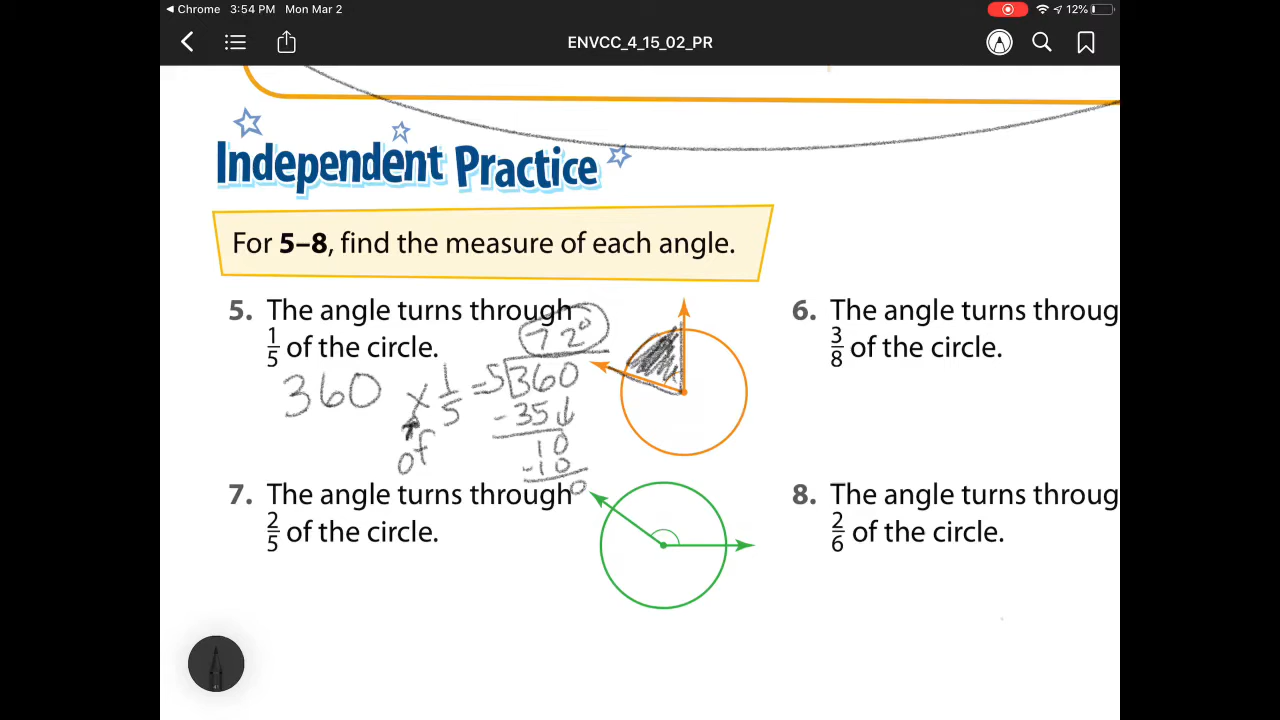 Chrome 3:54 PM Mon Mar 2 12%
ENVCC_4_15_02_PR
Independent Practice
For 5–8, find the measure of each angle.
5. The angle turns through
1/5 of the circle.
360 × 1/5 =
of
72°
5 360
- 35
10
- 10
0
6. The angle turns throug
3/8 of the circle.
7. The angle turns through
2/5 of the circle.
8. The angle turns throug
2/6 of the circle.